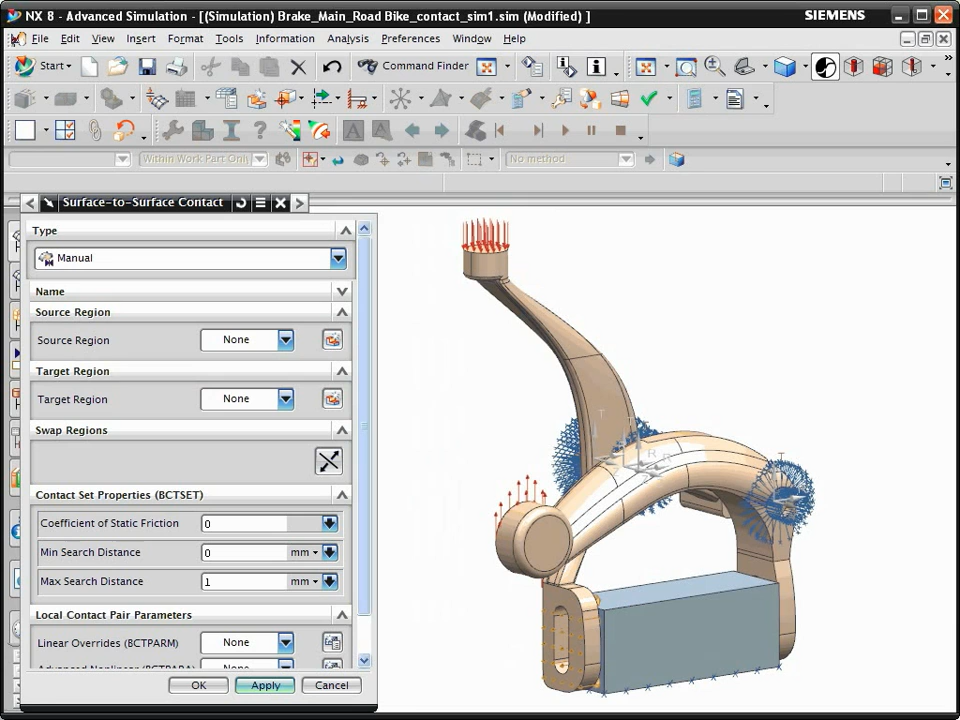 NX 8 - Advanced Simulation - [(Simulation) Brake_Main_Road Bike_contact_sim1.sim (Modified) ]
SIEMENS
File Edit View Insert Format Tools Information Analysis Preferences Window Help
Start Command Finder
Within Work Part Only No method
Surface-to-Surface Contact
Type
Manual
Name
Source Region
Source Region None
Target Region
Target Region None
Swap Regions
Contact Set Properties (BCTSET)
Coefficient of Static Friction 0
Min Search Distance 0 mm
Max Search Distance 1 mm
Local Contact Pair Parameters
Linear Overrides (BCTPARM) None
OK Apply Cancel